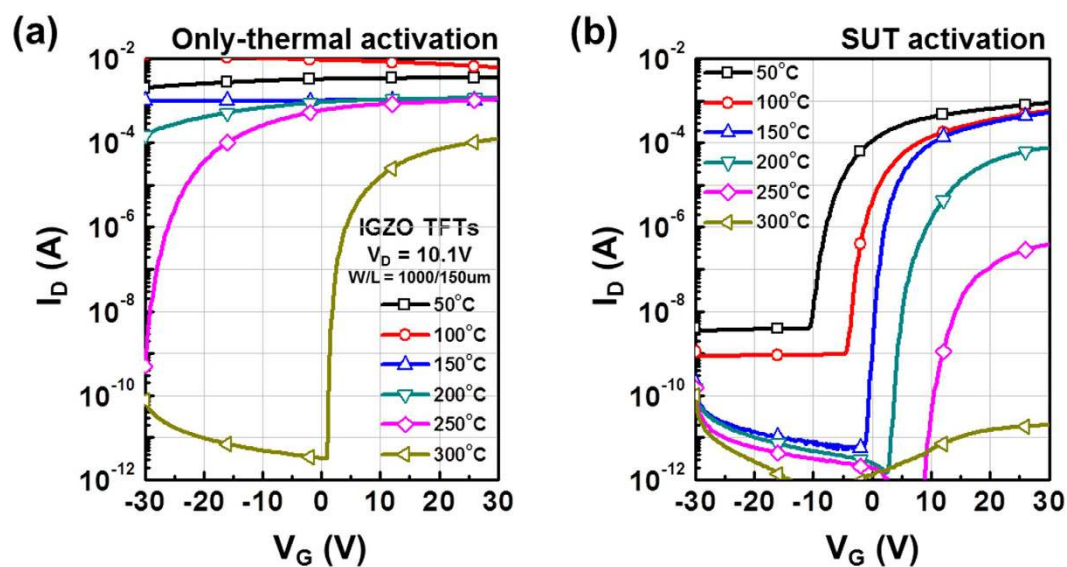 (a)
Only-thermal activation
10⁻²
10⁻⁴
10⁻⁶
10⁻⁸
10⁻¹⁰
10⁻¹²
I_D (A)
IGZO TFTs
V_D = 10.1V
W/L = 1000/150um
50°C
100°C
150°C
200°C
250°C
300°C
-30 -20 -10 0 10 20 30
V_G (V)
(b)
SUT activation
10⁻²
10⁻⁴
10⁻⁶
10⁻⁸
10⁻¹⁰
10⁻¹²
I_D (A)
50°C
100°C
150°C
200°C
250°C
300°C
-30 -20 -10 0 10 20 30
V_G (V)